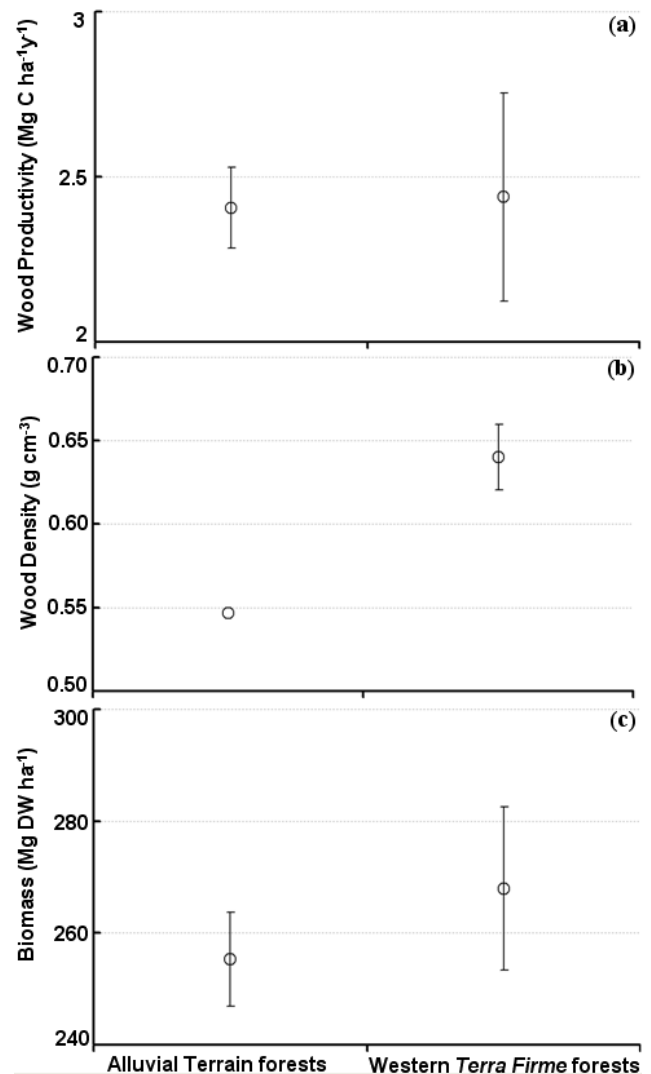 (a)
Wood Productivity (Mg C ha⁻¹y⁻¹)
3
2.5
2
(b)
Wood Density (g cm⁻³)
0.70
0.65
0.60
0.55
0.50
(c)
Biomass (Mg DW ha⁻¹)
300
280
260
240
Alluvial Terrain forests
Western Terra Firme forests